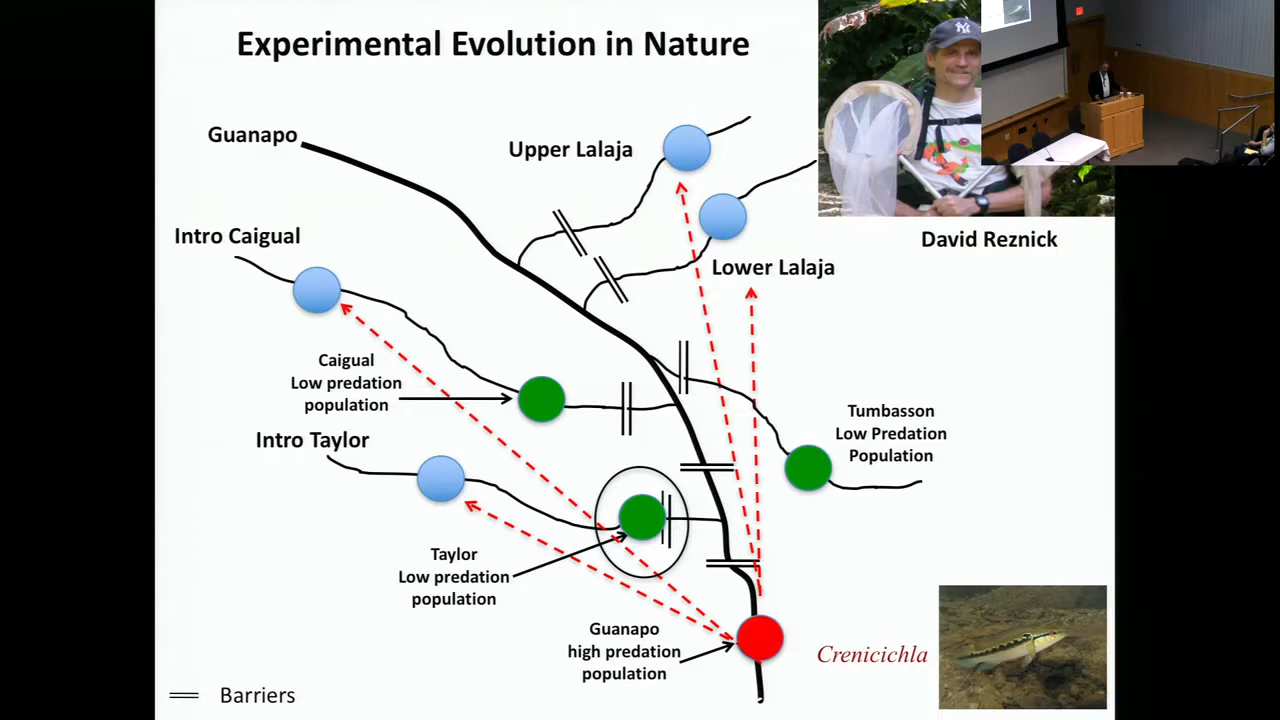 Experimental Evolution in Nature
Guanapo
Upper Lalaja
Intro Caigual
David Reznick
Lower Lalaja
Caigual
Low predation
population
Intro Taylor
Tumbasson
Low Predation
Population
Taylor
Low predation
population
Guanapo
high predation
population
Crenicichla
Barriers